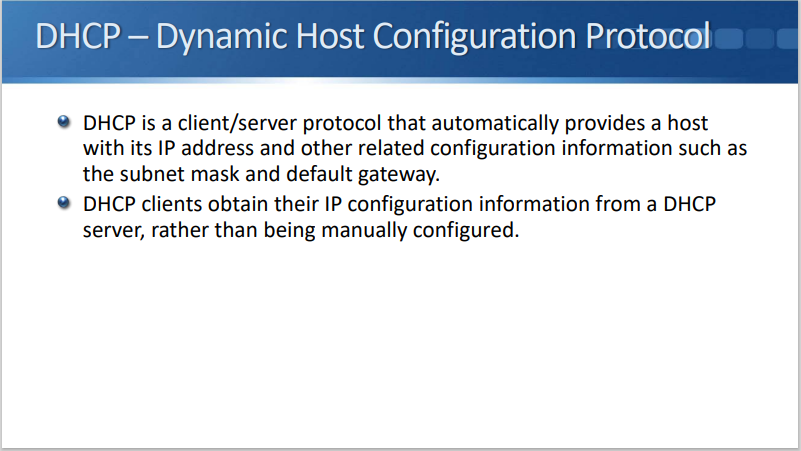 DHCP – Dynamic Host Configuration Protocol
DHCP is a client/server protocol that automatically provides a host
with its IP address and other related configuration information such as
the subnet mask and default gateway.
DHCP clients obtain their IP configuration information from a DHCP
server, rather than being manually configured.